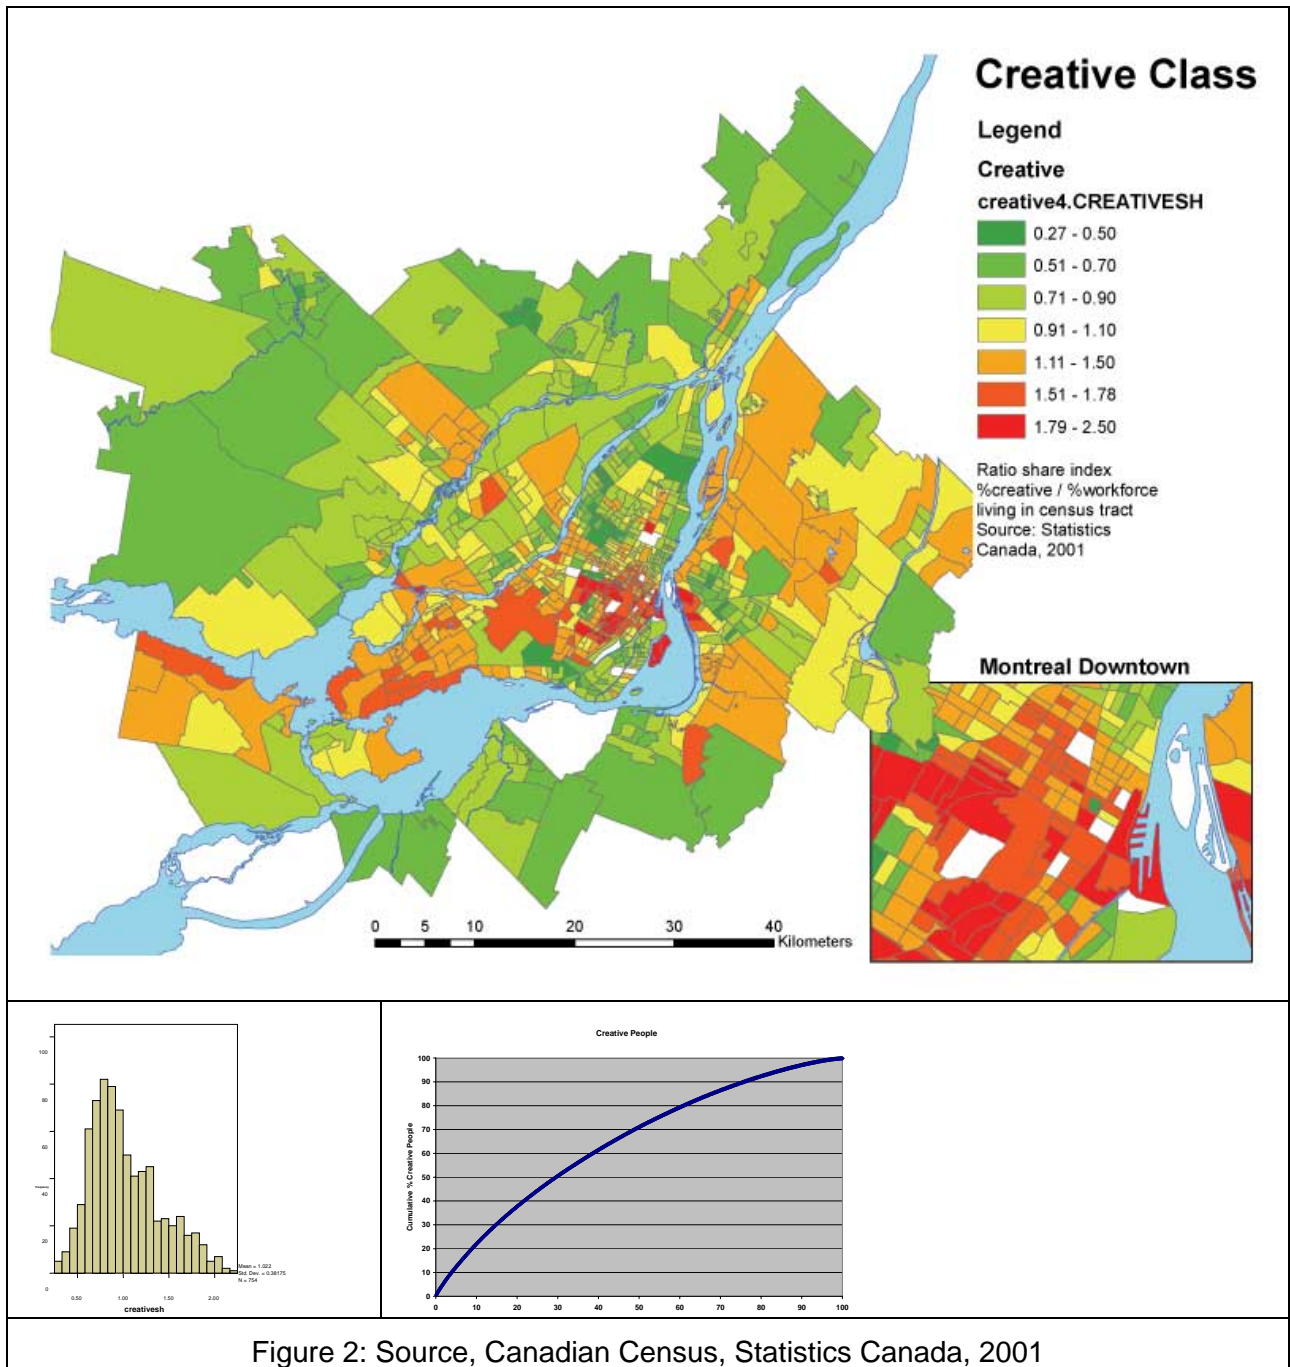 Creative Class
Legend
Creative
creative4.CREATIVESH
0.27 - 0.50
0.51 - 0.70
0.71 - 0.90
0.91 - 1.10
1.11 - 1.50
1.51 - 1.78
1.79 - 2.50
Ratio share index
%creative / %workforce
living in census tract
Source: Statistics
Canada, 2001
Montreal Downtown
0 5 10 20 30 40
Kilometers
100
80
60
40
20
0
0.50 1.00 1.50 2.00
creativesh
Mean = 1.022
Std. Dev. = 0.38175
N = 754
Creative People
Cumulative % Creative People
100
90
80
70
60
50
40
30
20
10
0
0 10 20 30 40 50 60 70 80 90 100
Figure 2: Source, Canadian Census, Statistics Canada, 2001